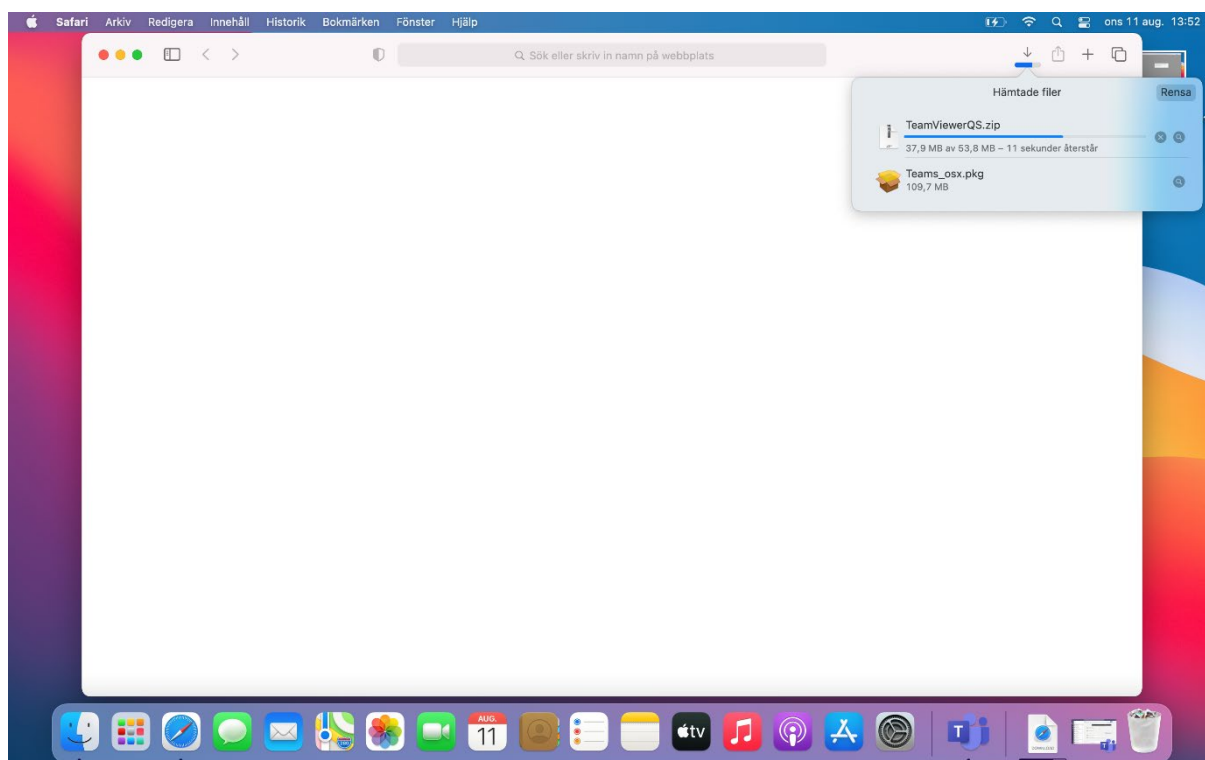 Safari Arkiv Redigera Innehåll Historik Bokmärken Fönster Hjälp ons 11 aug. 13:52
Sök eller skriv in namn på webbplats
Hämtade filer Rensa
TeamViewerQS.zip
37,9 MB av 53,8 MB – 11 sekunder återstår
Teams_osx.pkg
109,7 MB
AUG.
11
tv
T